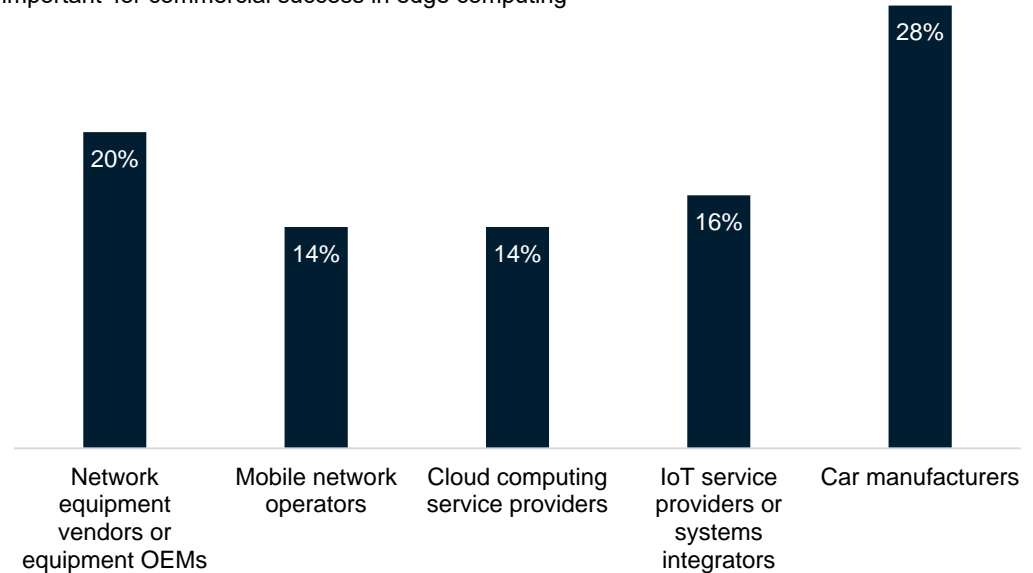 important' for commercial success in edge computing
28%
20%
14%
14%
16%
Network
equipment
vendors or
equipment OEMs
Mobile network
operators
Cloud computing
service providers
IoT service
providers or
systems
integrators
Car manufacturers